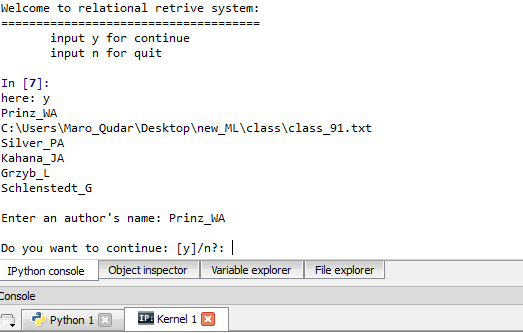 Welcome to relational retrive system:
=====================================
input y for continue
input n for quit
In [7]:
here: y
Prinz_WA
C:\Users\Maro_Qudar\Desktop\new_ML\class\class_91.txt
Silver_PA
Kahana_JA
Grzyb_L
Schlenstedt_G
Enter an author's name: Prinz_WA
Do you want to continue: [y]/n?:
IPython console Object inspector Variable explorer File explorer
Console
Python 1 IP: Kernel 1